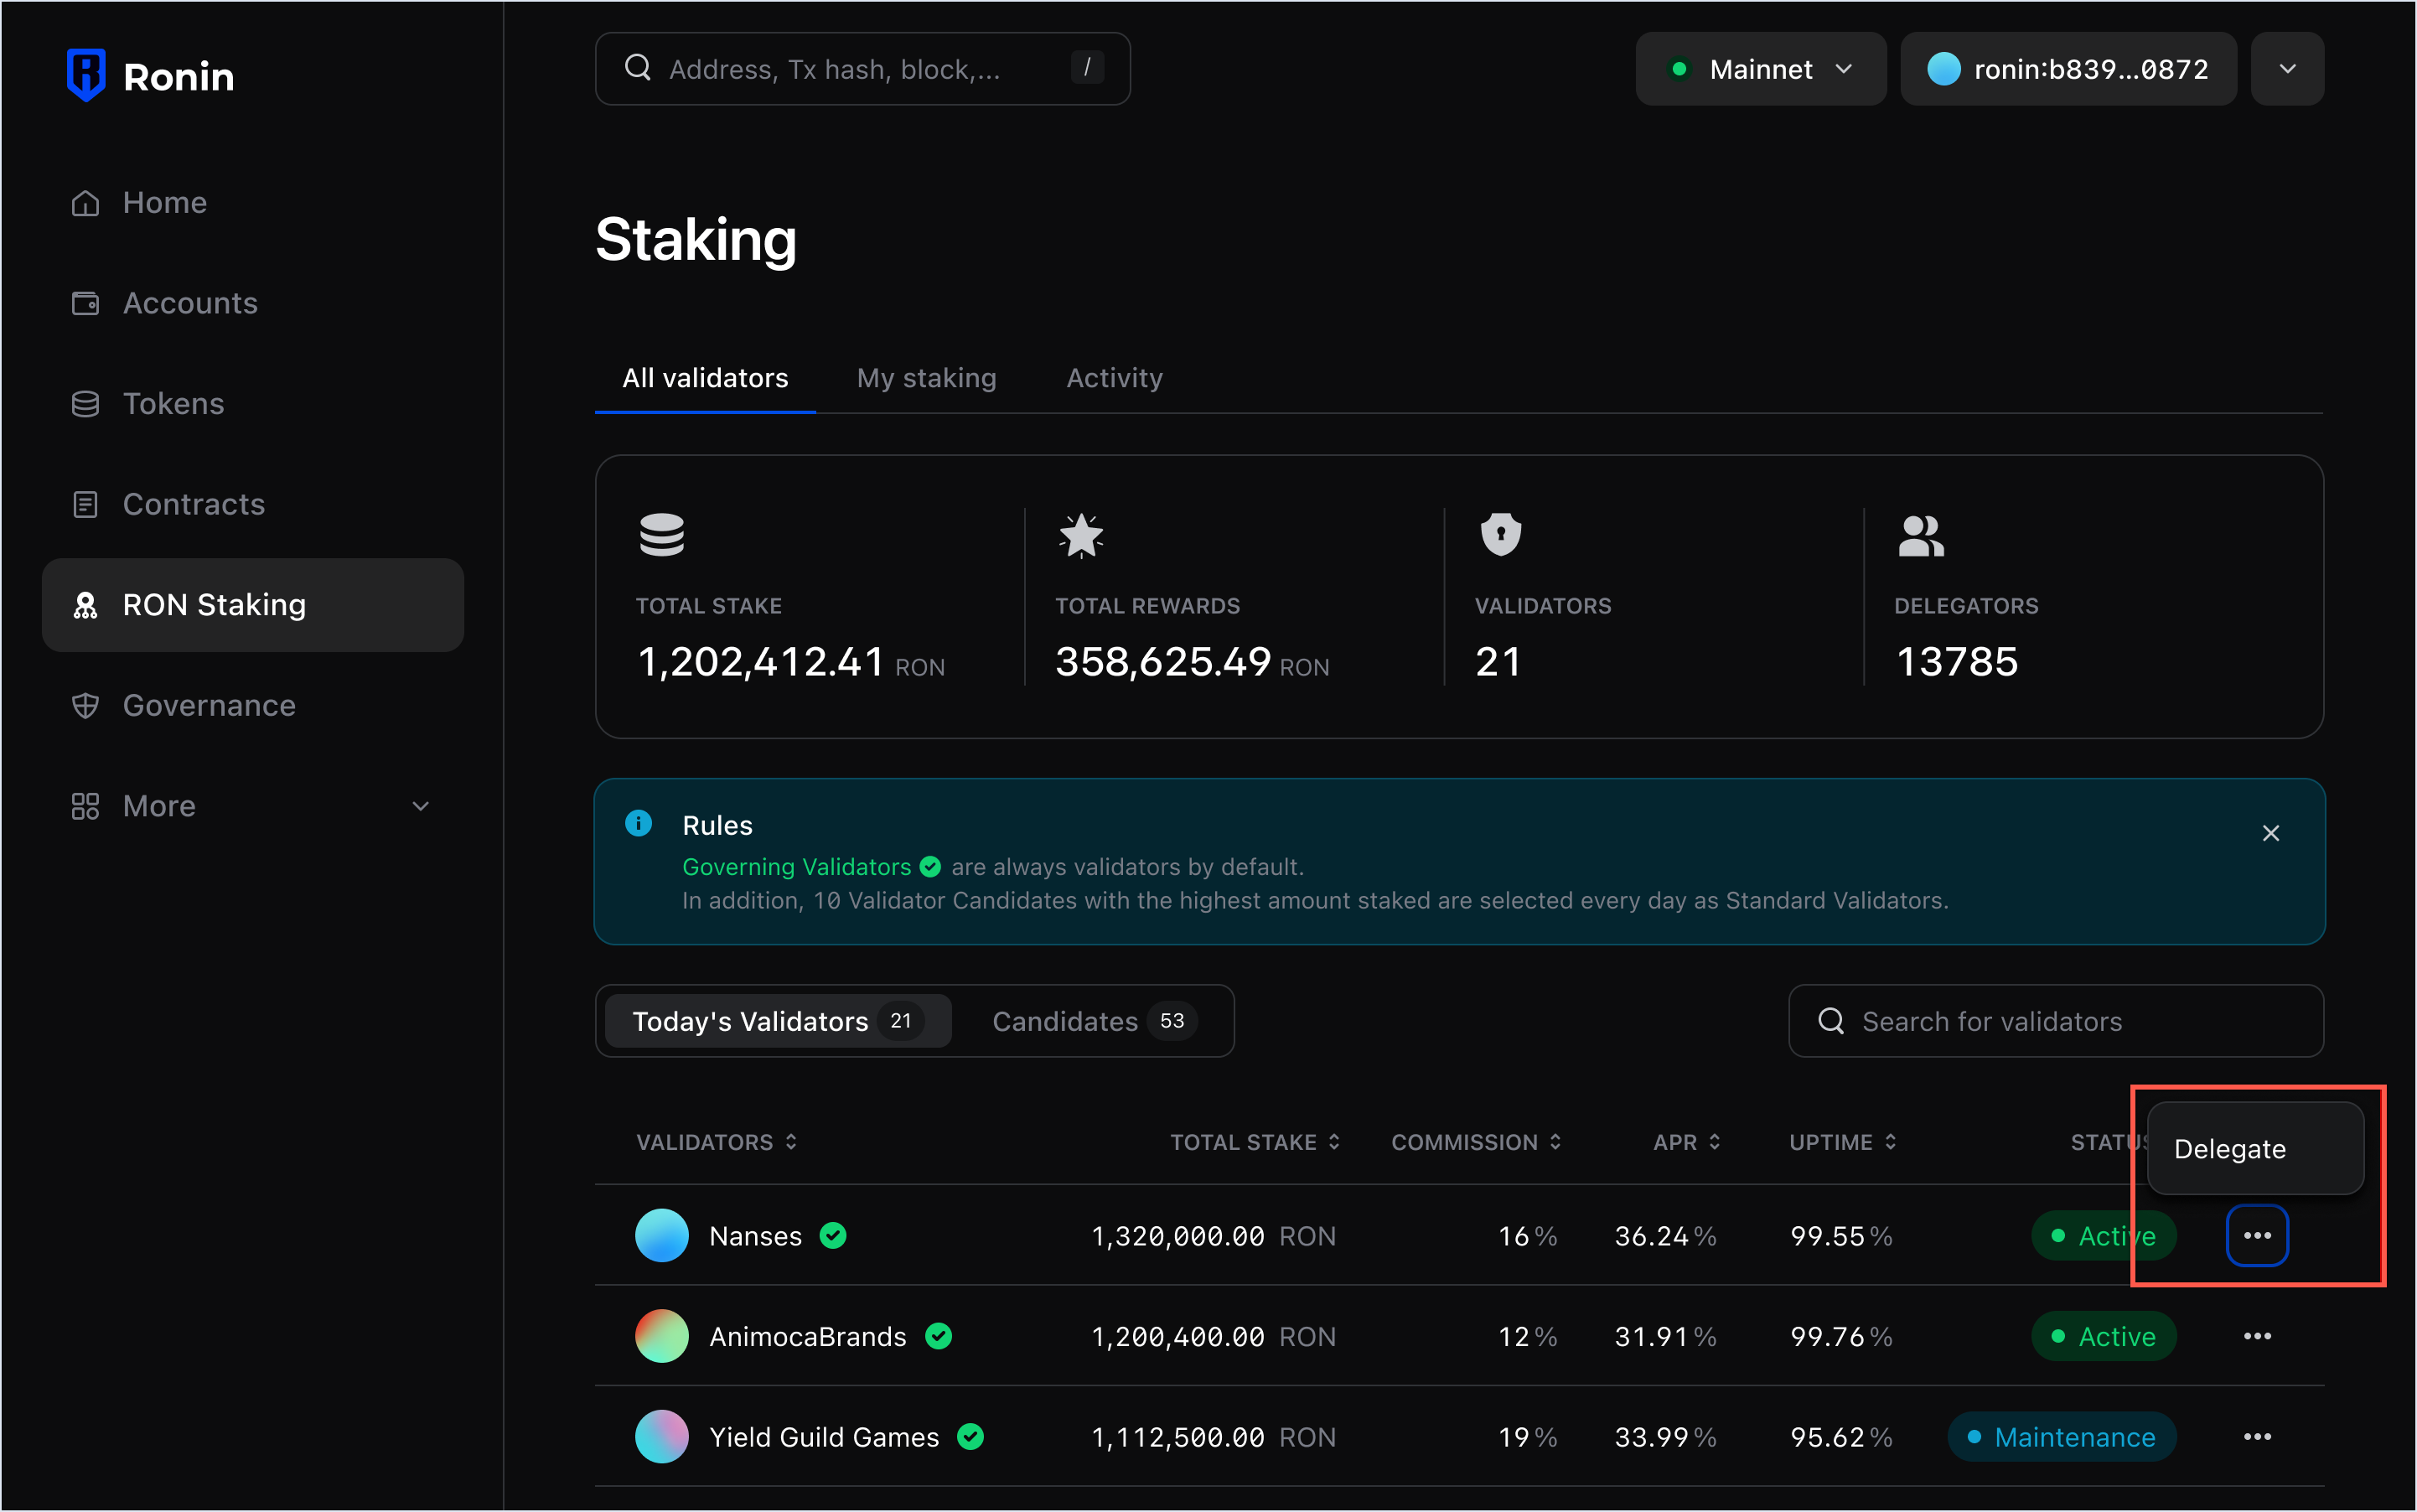 Ronin
Home
Accounts
Tokens
Contracts
RON Staking
Governance
More
Address, Tx hash, block,... /
Mainnet
ronin:b839...0872
Staking
All validators My staking Activity
TOTAL STAKE
1,202,412.41 RON
TOTAL REWARDS
358,625.49 RON
VALIDATORS
21
DELEGATORS
13785
Rules
Governing Validators are always validators by default.
In addition, 10 Validator Candidates with the highest amount staked are selected every day as Standard Validators.
Today's Validators 21 Candidates 53
Search for validators
VALIDATORS TOTAL STAKE COMMISSION APR UPTIME STATUS
Delegate
Nanses 1,320,000.00 RON 16% 36.24% 99.55% Active
AnimocaBrands 1,200,400.00 RON 12% 31.91% 99.76% Active
Yield Guild Games 1,112,500.00 RON 19% 33.99% 95.62% Maintenance